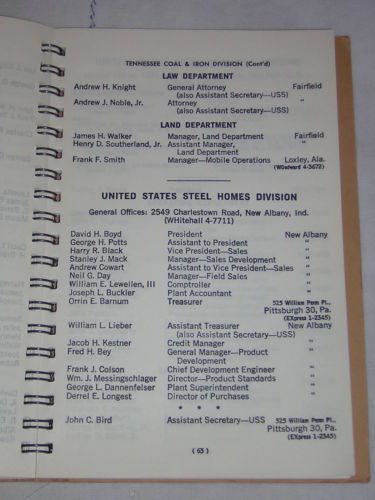 TENNESSEE COAL & IRON DIVISION (Cont'd)
LAW DEPARTMENT
Andrew H. Knight General Attorney Fairfield
(also Assistant Secretary—USS)
Andrew J. Noble, Jr. Attorney "
(also Assistant Secretary—USS)
LAND DEPARTMENT
James H. Walker Manager, Land Department Fairfield
Henry D. Southerland, Jr. Assistant Manager, "
Land Department
Frank F. Smith Manager—Mobile Operations Loxley, Ala.
(WOodward 4-3672)
UNITED STATES STEEL HOMES DIVISION
General Offices: 2549 Charlestown Road, New Albany, Ind.
(WHitehall 4-7711)
David H. Boyd President New Albany
George H. Potts Assistant to President "
Harry R. Black Vice President—Sales "
Stanley J. Mack Manager—Sales Development "
Andrew Cowart Assistant to Vice President—Sales "
Neil G. Day Manager—Field Sales "
William E. Lewellen, III Comptroller "
Joseph L. Buckler Plant Accountant "
Orrin E. Barnum Treasurer 525 William Penn Pl.,
Pittsburgh 30, Pa.
(EXpress 1-2345)
William L. Lieber Assistant Treasurer New Albany
(also Assistant Secretary—USS)
Jacob H. Kestner Credit Manager "
Fred H. Bey General Manager—Product "
Development
Frank J. Colson Chief Development Engineer "
Wm. J. Messingschlager Director—Product Standards "
George L. Dannenfelser Plant Superintendent "
Derrel E. Longest Director of Purchases "
* * *
John C. Bird Assistant Secretary—USS 525 William Penn Pl.,
Pittsburgh 30, Pa.
(EXpress 1-2345)
(63)